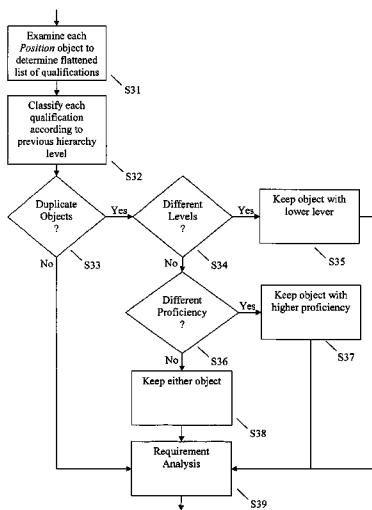 Examine each
Position object to
determine flattened
list of qualifications
S31
Classify each
qualification
according to
previous hierarchy
level
S32
Duplicate
Objects
?
Yes
No
S33
Different
Levels
?
Yes
No
S34
Keep object with
lower lever
S35
Different
Proficiency
?
Yes
No
S36
Keep object with
higher proficiency
S37
Keep either object
S38
Requirement
Analysis
S39